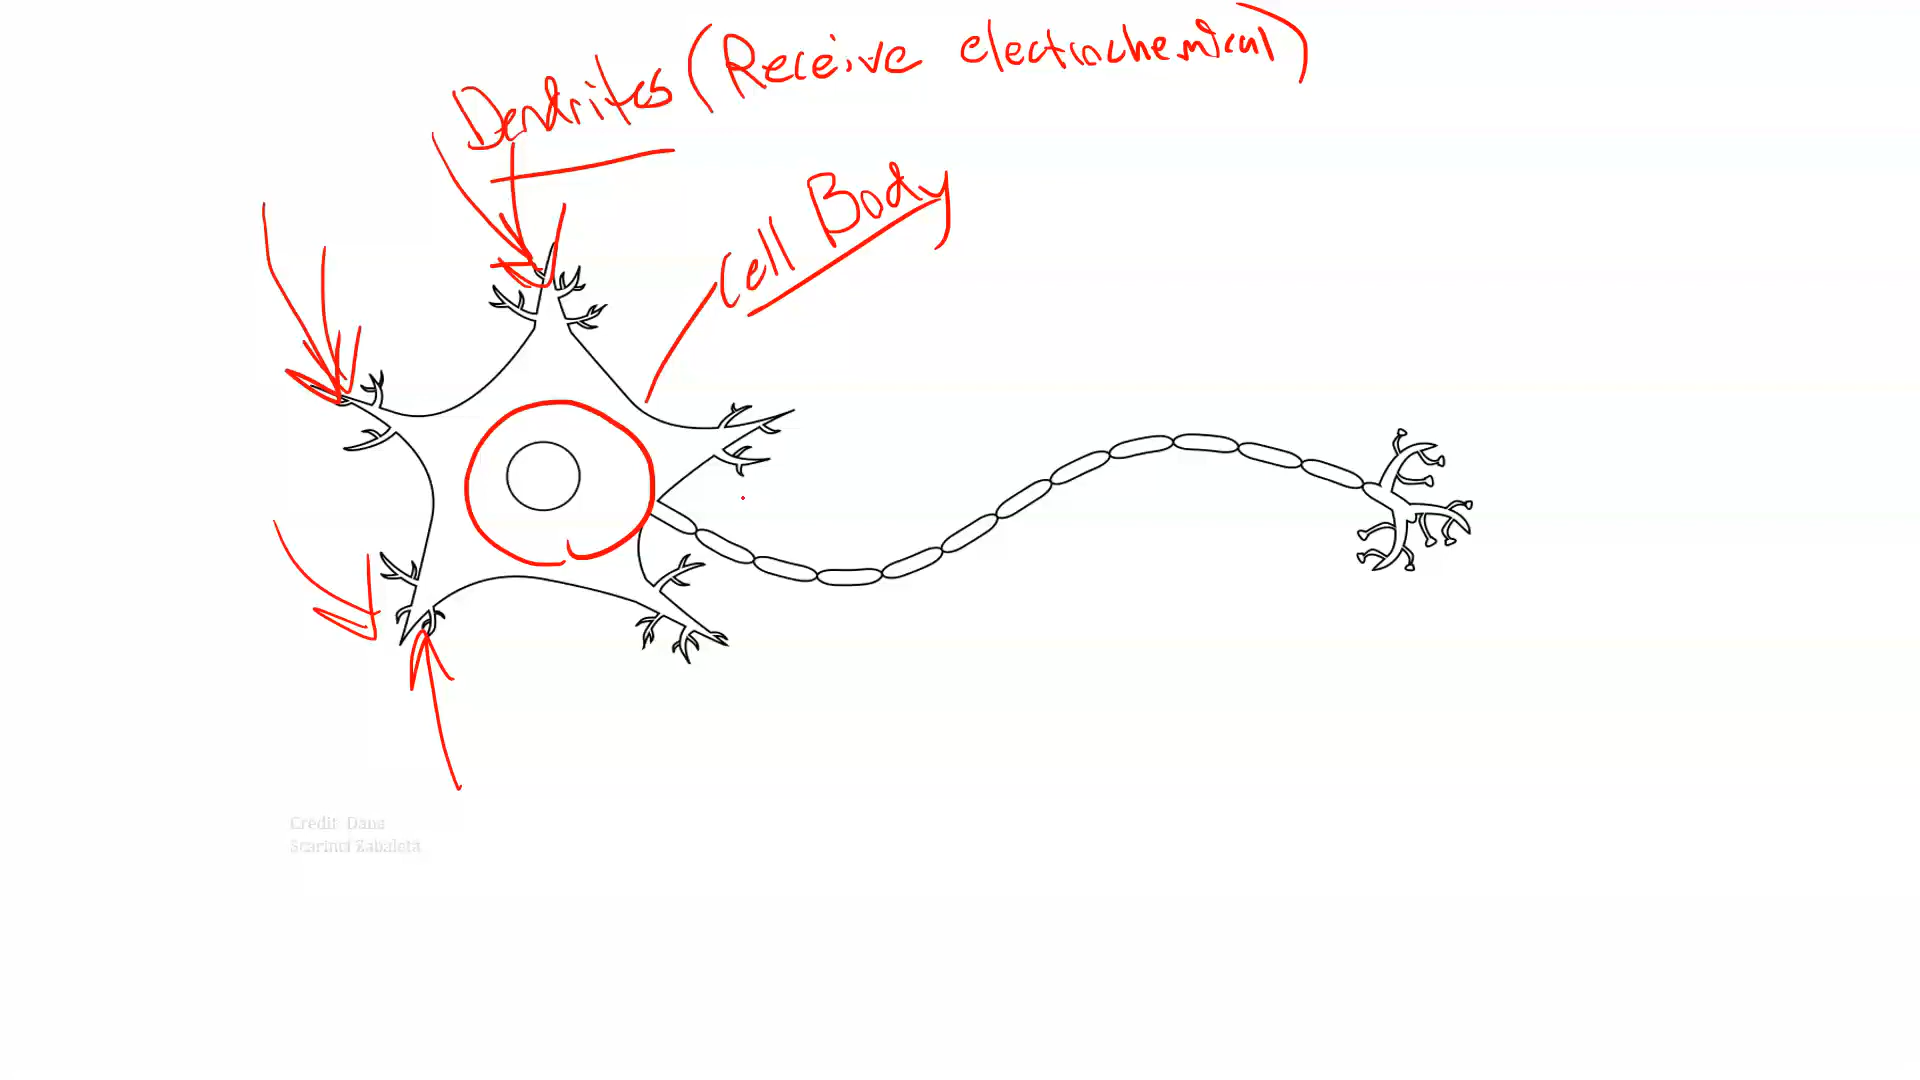 Dendrites (Receive electrochemical)
Cell Body
Credit: Dana
Scarinci Zabaleta